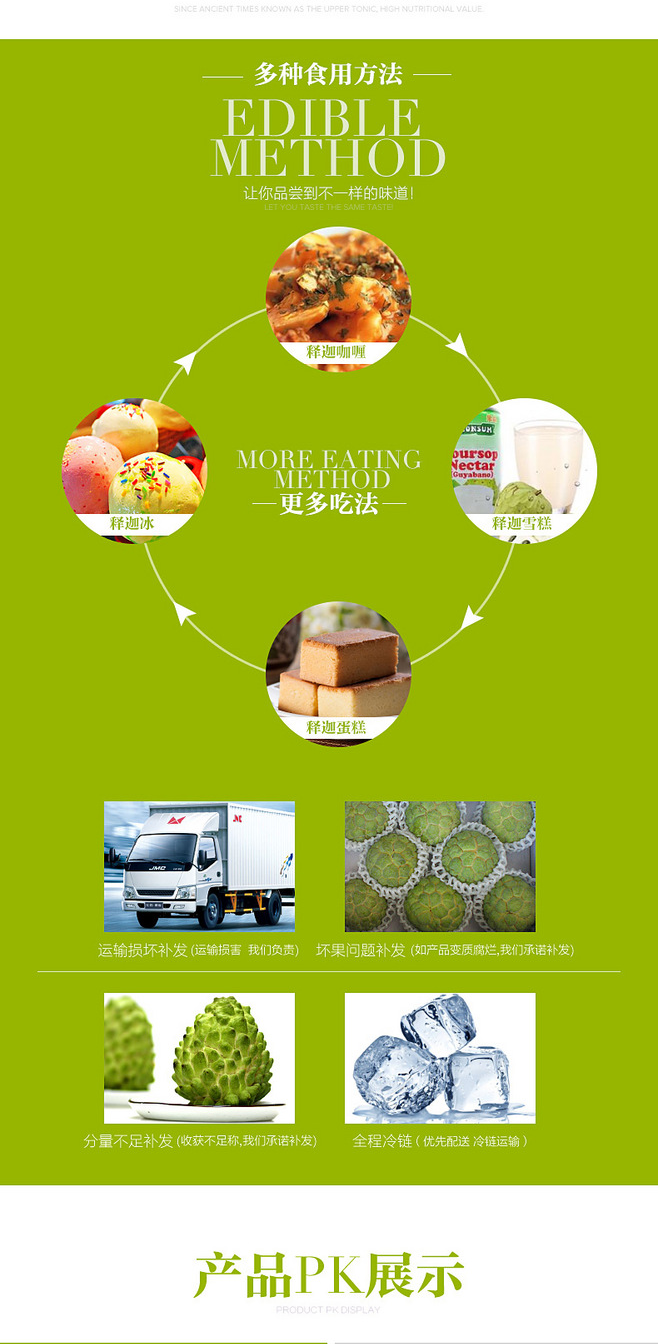 SINCE ANCIENT TIMES KNOWN AS THE UPPER TONIC, HIGH NUTRITIONAL VALUE.
多种食用方法
EDIBLE
METHOD
让你品尝到不一样的味道!
LET YOU TASTE THE SAME TASTE!
释迦咖喱
释迦冰
MORE EATING
METHOD
更多吃法
oursop
Nectar
(Guyabano)
释迦雪糕
释迦蛋糕
JMC
运输损坏补发 (运输损害 我们负责)
坏果问题补发 (如产品变质腐烂,我们承诺补发)
分量不足补发 (收获不足称,我们承诺补发)
全程冷链 ( 优先配送 冷链运输 )
产品PK展示
PRODUCT PK DISPLAY